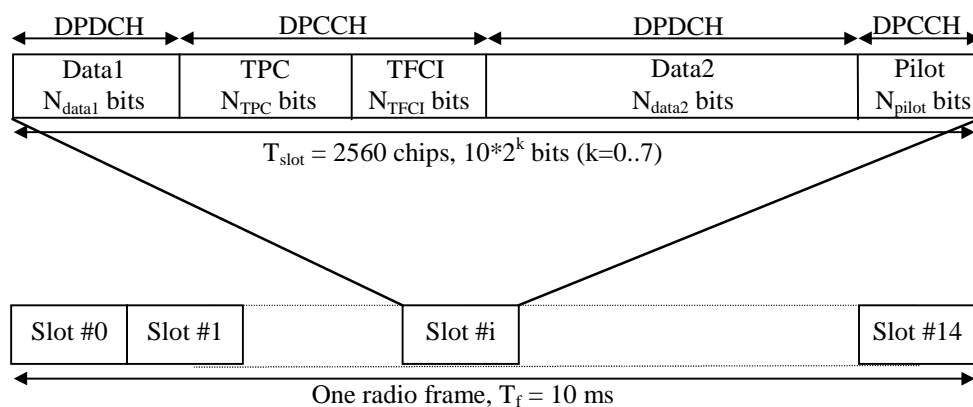 DPDCH DPCCH DPDCH DPCCH
Data1 TPC TFCI Data2 Pilot
N_data1 bits N_TPC bits N_TFCI bits N_data2 bits N_pilot bits
T_slot = 2560 chips, 10*2^k bits (k=0..7)
Slot #0 Slot #1 Slot #i Slot #14
One radio frame, T_f = 10 ms